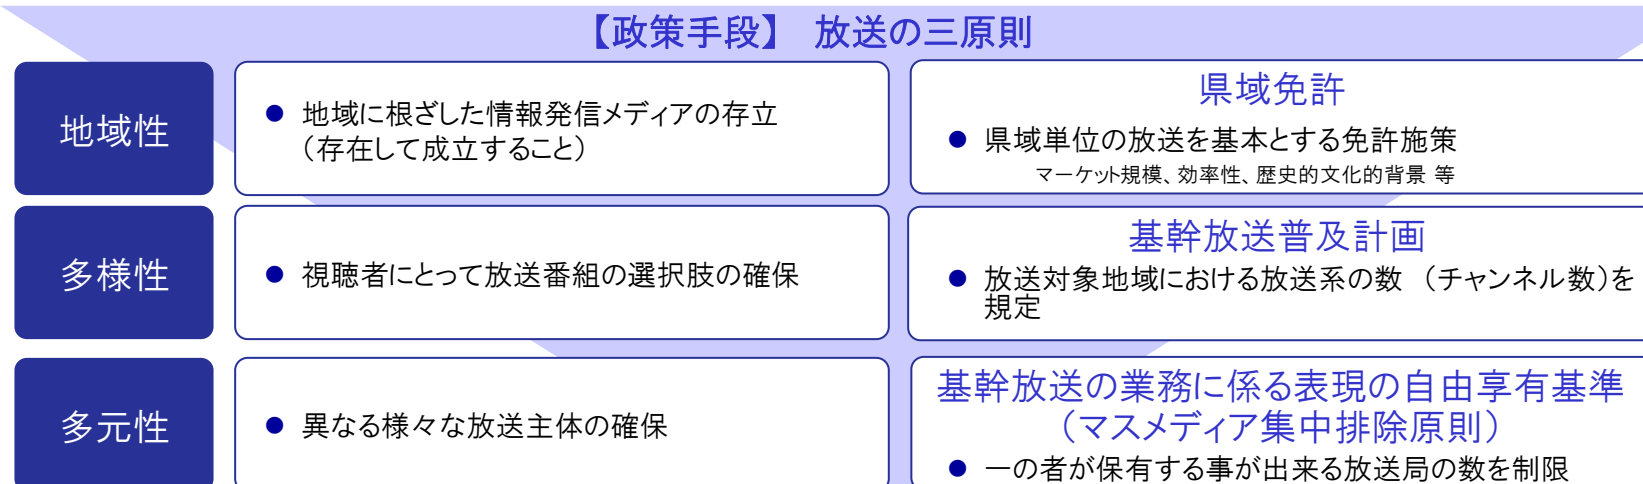 【政策手段】 放送の三原則
地域性
● 地域に根ざした情報発信メディアの存立
（存在して成立すること）
県域免許
● 県域単位の放送を基本とする免許施策
マーケット規模、効率性、歴史的文化的背景 等
多様性
● 視聴者にとって放送番組の選択肢の確保
基幹放送普及計画
● 放送対象地域における放送系の数 （チャンネル数）を
規定
多元性
● 異なる様々な放送主体の確保
基幹放送の業務に係る表現の自由享有基準
（マスメディア集中排除原則）
● 一の者が保有する事が出来る放送局の数を制限